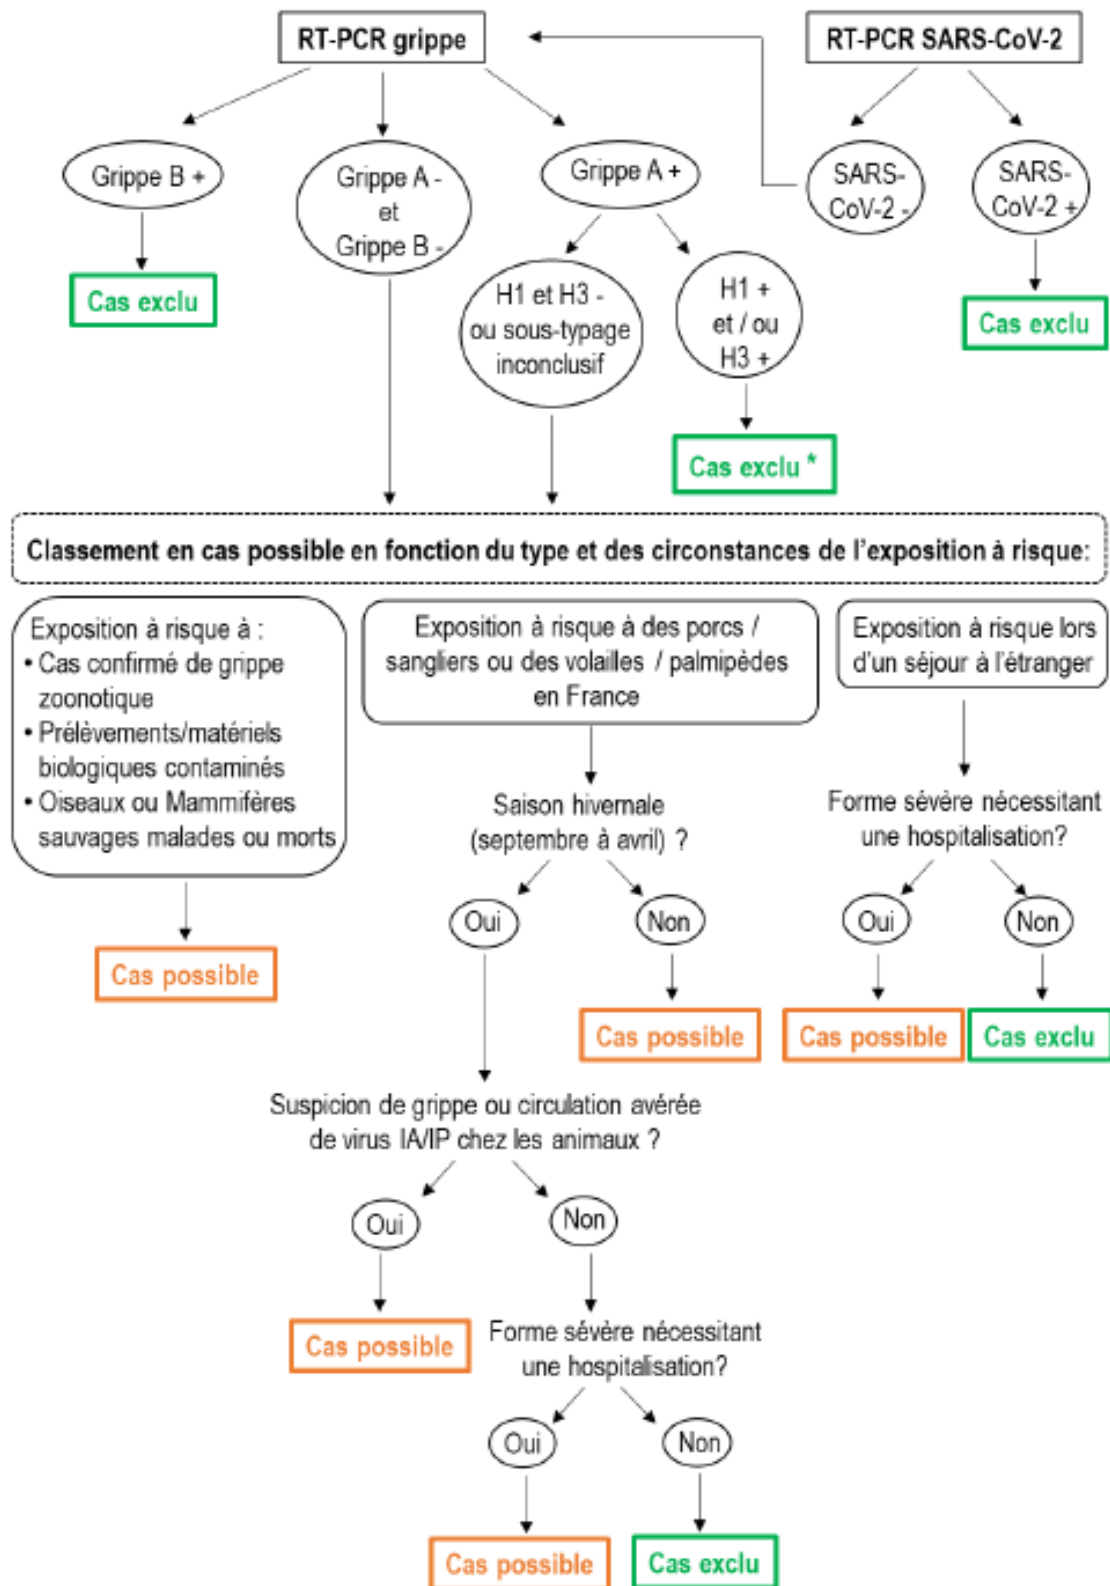 RT-PCR grippe
RT-PCR SARS-CoV-2
Grippe B +
Grippe A -
et
Grippe B -
Grippe A +
SARS-
CoV-2 -
SARS-
CoV-2 +
Cas exclu
H1 et H3 -
ou sous-typage
inconclusif
H1 +
et / ou
H3 +
Cas exclu
Cas exclu *
Classement en cas possible en fonction du type et des circonstances de l’exposition à risque:
Exposition à risque à :
• Cas confirmé de grippe
zoonotique
• Prélèvements/matériels
biologiques contaminés
• Oiseaux ou Mammifères
sauvages malades ou morts
Exposition à risque à des porcs /
sangliers ou des volailles / palmipèdes
en France
Exposition à risque lors
d’un séjour à l’étranger
Saison hivernale
(septembre à avril) ?
Forme sévère nécessitant
une hospitalisation?
Oui
Non
Oui
Non
Cas possible
Cas possible
Cas possible
Cas exclu
Suspicion de grippe ou circulation avérée
de virus IA/IP chez les animaux ?
Oui
Non
Cas possible
Forme sévère nécessitant
une hospitalisation?
Oui
Non
Cas possible
Cas exclu